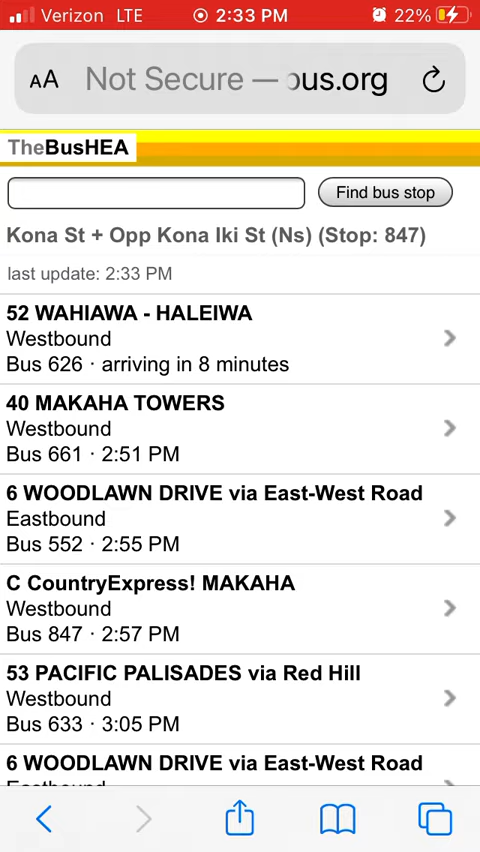 Verizon LTE 2:33 PM 22%
AA Not Secure — bus.org
TheBusHEA
Find bus stop
Kona St + Opp Kona Iki St (Ns) (Stop: 847)
last update: 2:33 PM
52 WAHIAWA - HALEIWA
Westbound
Bus 626 · arriving in 8 minutes
40 MAKAHA TOWERS
Westbound
Bus 661 · 2:51 PM
6 WOODLAWN DRIVE via East-West Road
Eastbound
Bus 552 · 2:55 PM
C CountryExpress! MAKAHA
Westbound
Bus 847 · 2:57 PM
53 PACIFIC PALISADES via Red Hill
Westbound
Bus 633 · 3:05 PM
6 WOODLAWN DRIVE via East-West Road
Eastbound